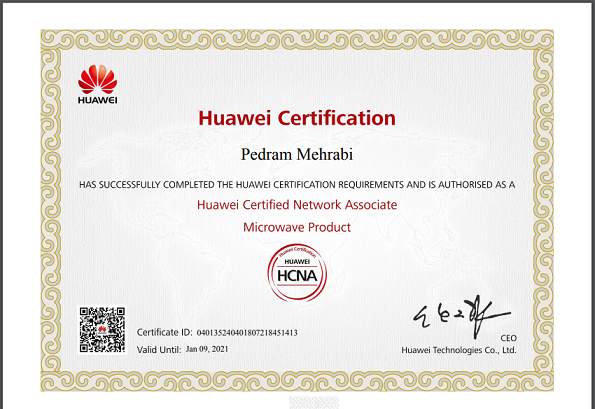 HUAWEI
Huawei Certification
Pedram Mehrabi
HAS SUCCESSFULLY COMPLETED THE HUAWEI CERTIFICATION REQUIREMENTS AND IS AUTHORISED AS A
Huawei Certified Network Associate
Microwave Product
Huawei Certification
HUAWEI
HCNA
Certificate ID: 040135240401807218451413
Valid Until: Jan 09, 2021
CEO
Huawei Technologies Co., Ltd.